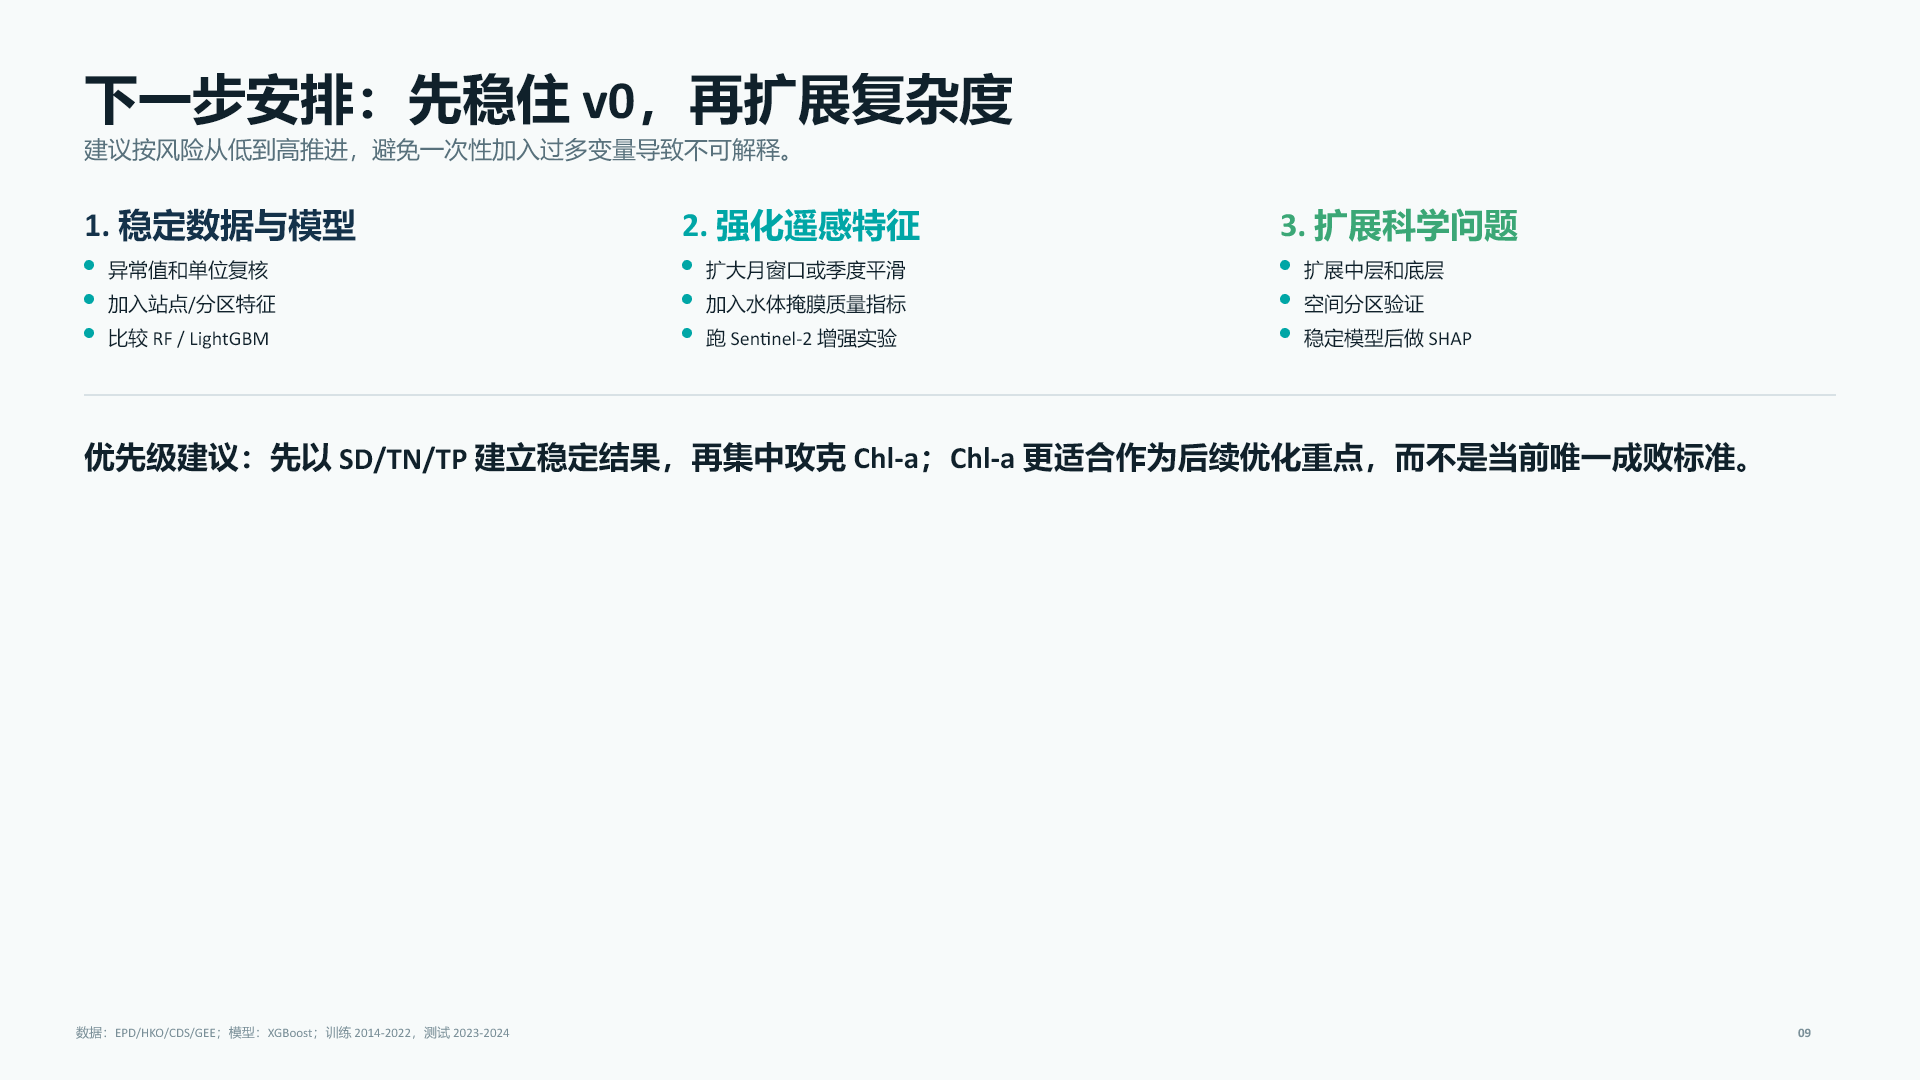 下一步安排：先稳住 v0，再扩展复杂度
建议按风险从低到高推进，避免一次性加入过多变量导致不可解释。
1. 稳定数据与模型
异常值和单位复核
加入站点/分区特征
比较 RF / LightGBM
2. 强化遥感特征
扩大月窗口或季度平滑
加入水体掩膜质量指标
跑 Sentinel-2 增强实验
3. 扩展科学问题
扩展中层和底层
空间分区验证
稳定模型后做 SHAP
优先级建议：先以 SD/TN/TP 建立稳定结果，再集中攻克 Chl-a；Chl-a 更适合作为后续优化重点，而不是当前唯一成败标准。
数据：EPD/HKO/CDS/GEE；模型：XGBoost；训练 2014-2022，测试 2023-2024
09